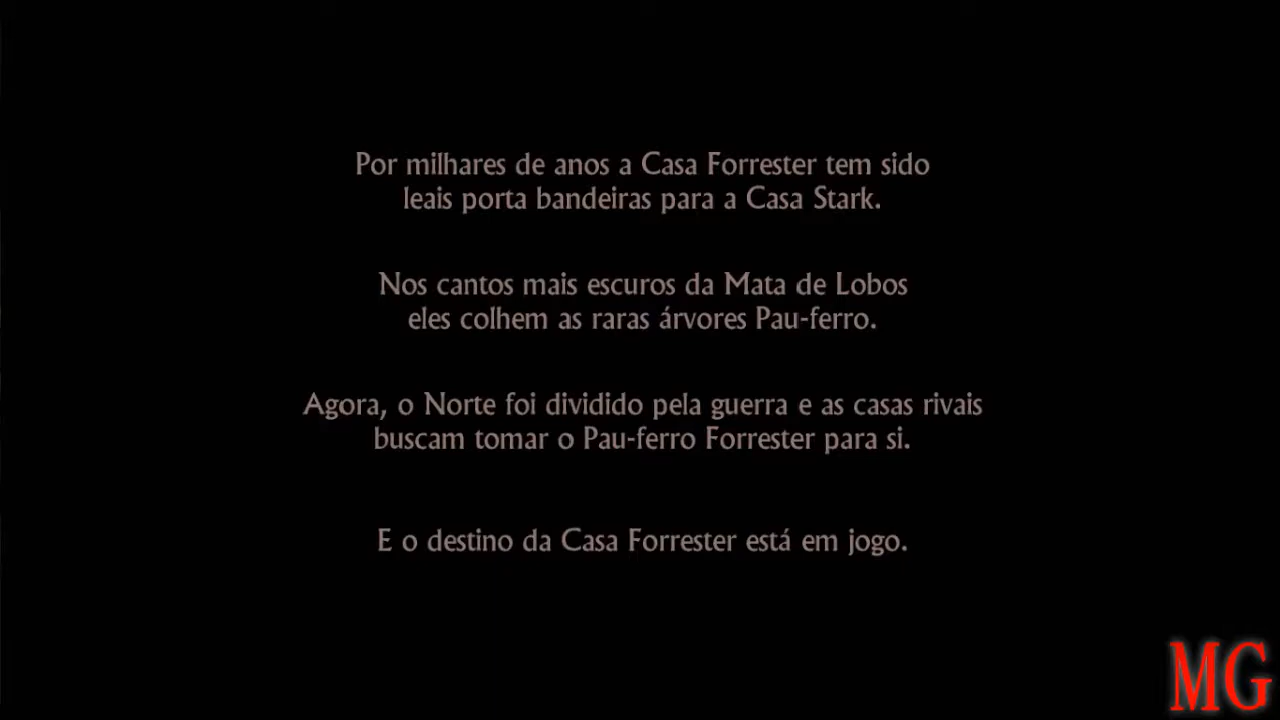 Por milhares de anos a Casa Forrester tem sido
leais porta bandeiras para a Casa Stark.
Nos cantos mais escuros da Mata de Lobos
eles colhem as raras árvores Pau-ferro.
Agora, o Norte foi dividido pela guerra e as casas rivais
buscam tomar o Pau-ferro Forrester para si.
E o destino da Casa Forrester está em jogo.
MG